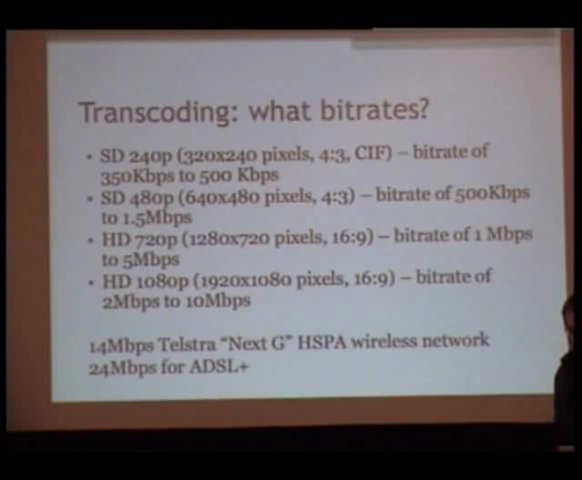 Transcoding: what bitrates?
• SD 240p (320x240 pixels, 4:3, CIF) – bitrate of
350Kbps to 500 Kbps
• SD 480p (640x480 pixels, 4:3) – bitrate of 500Kbps
to 1.5Mbps
• HD 720p (1280x720 pixels, 16:9) – bitrate of 1 Mbps
to 5Mbps
• HD 1080p (1920x1080 pixels, 16:9) – bitrate of
2Mbps to 10Mbps
14Mbps Telstra “Next G” HSPA wireless network
24Mbps for ADSL+